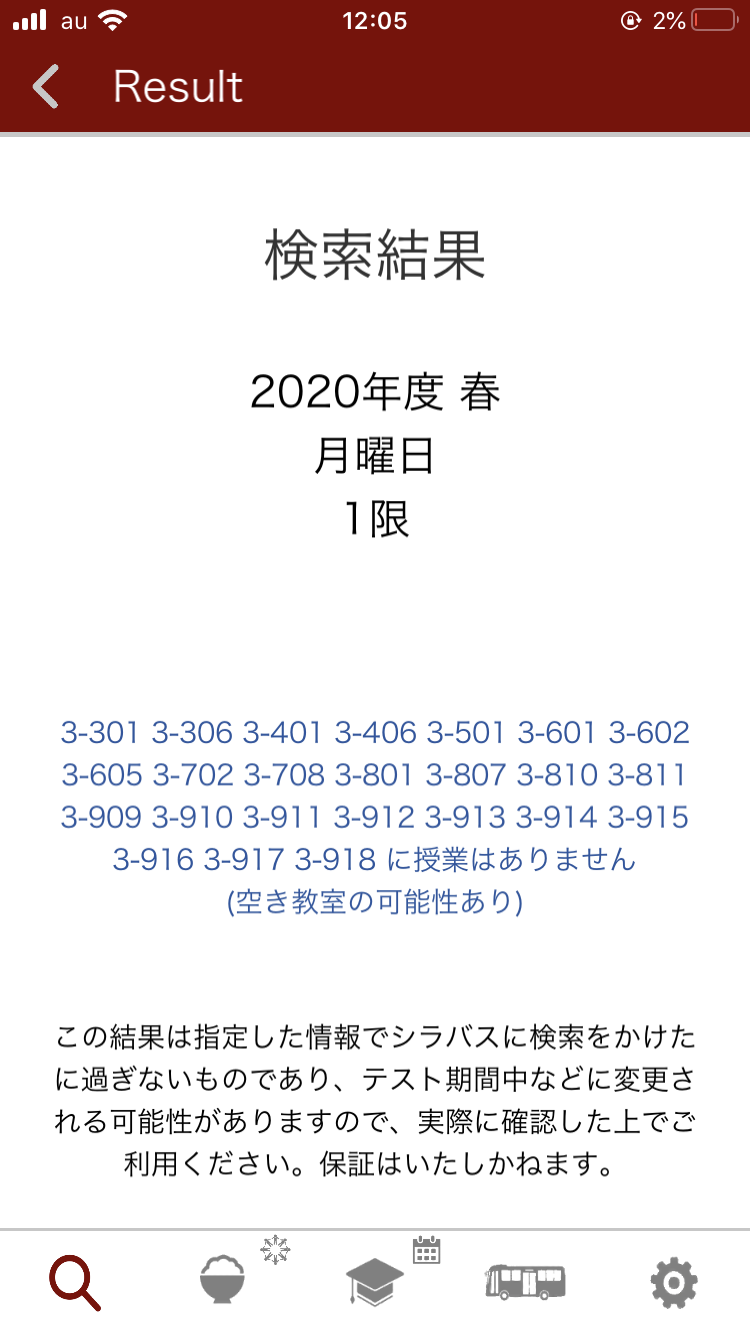 au 12:05 2%
Result
検索結果
2020年度 春
月曜日
1限
3-301 3-306 3-401 3-406 3-501 3-601 3-602
3-605 3-702 3-708 3-801 3-807 3-810 3-811
3-909 3-910 3-911 3-912 3-913 3-914 3-915
3-916 3-917 3-918 に授業はありません
(空き教室の可能性あり)
この結果は指定した情報でシラバスに検索をかけた
に過ぎないものであり、テスト期間中などに変更さ
れる可能性がありますので、実際に確認した上でご
利用ください。保証はいたしかねます。